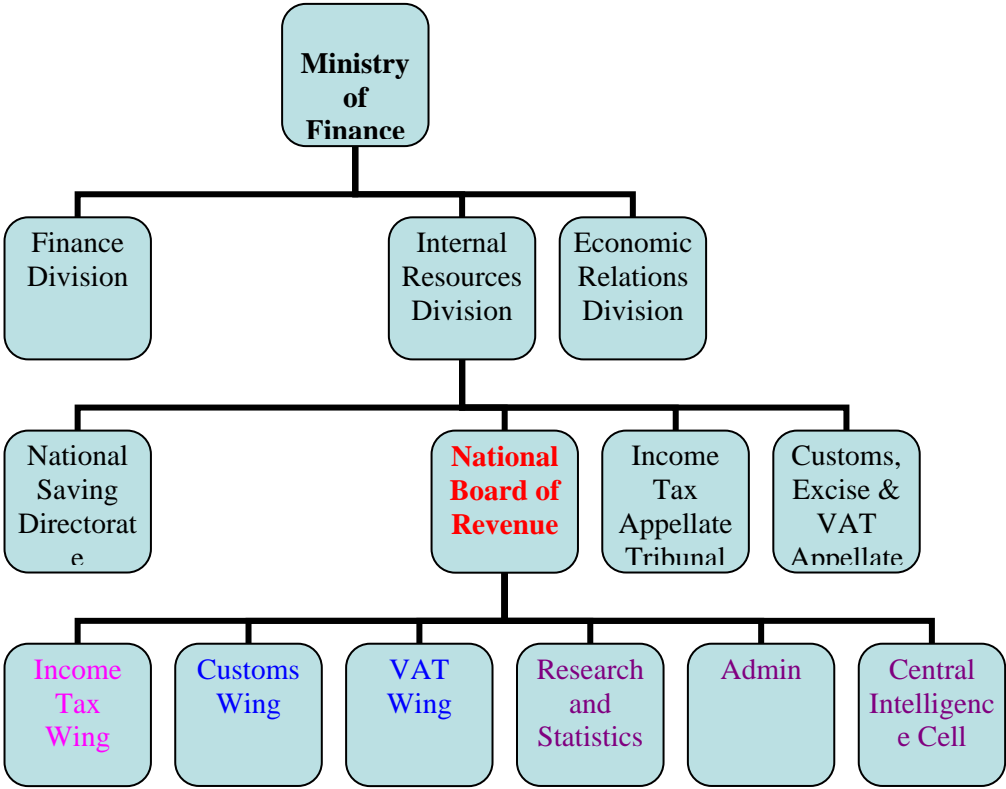 Ministry
of
Finance
Finance
Division
Internal
Resources
Division
Economic
Relations
Division
National
Saving
Directorat
e
National
Board of
Revenue
Income
Tax
Appellate
Tribunal
Customs,
Excise &
VAT
Appellate
Income
Tax
Wing
Customs
Wing
VAT
Wing
Research
and
Statistics
Admin
Central
Intelligenc
e Cell